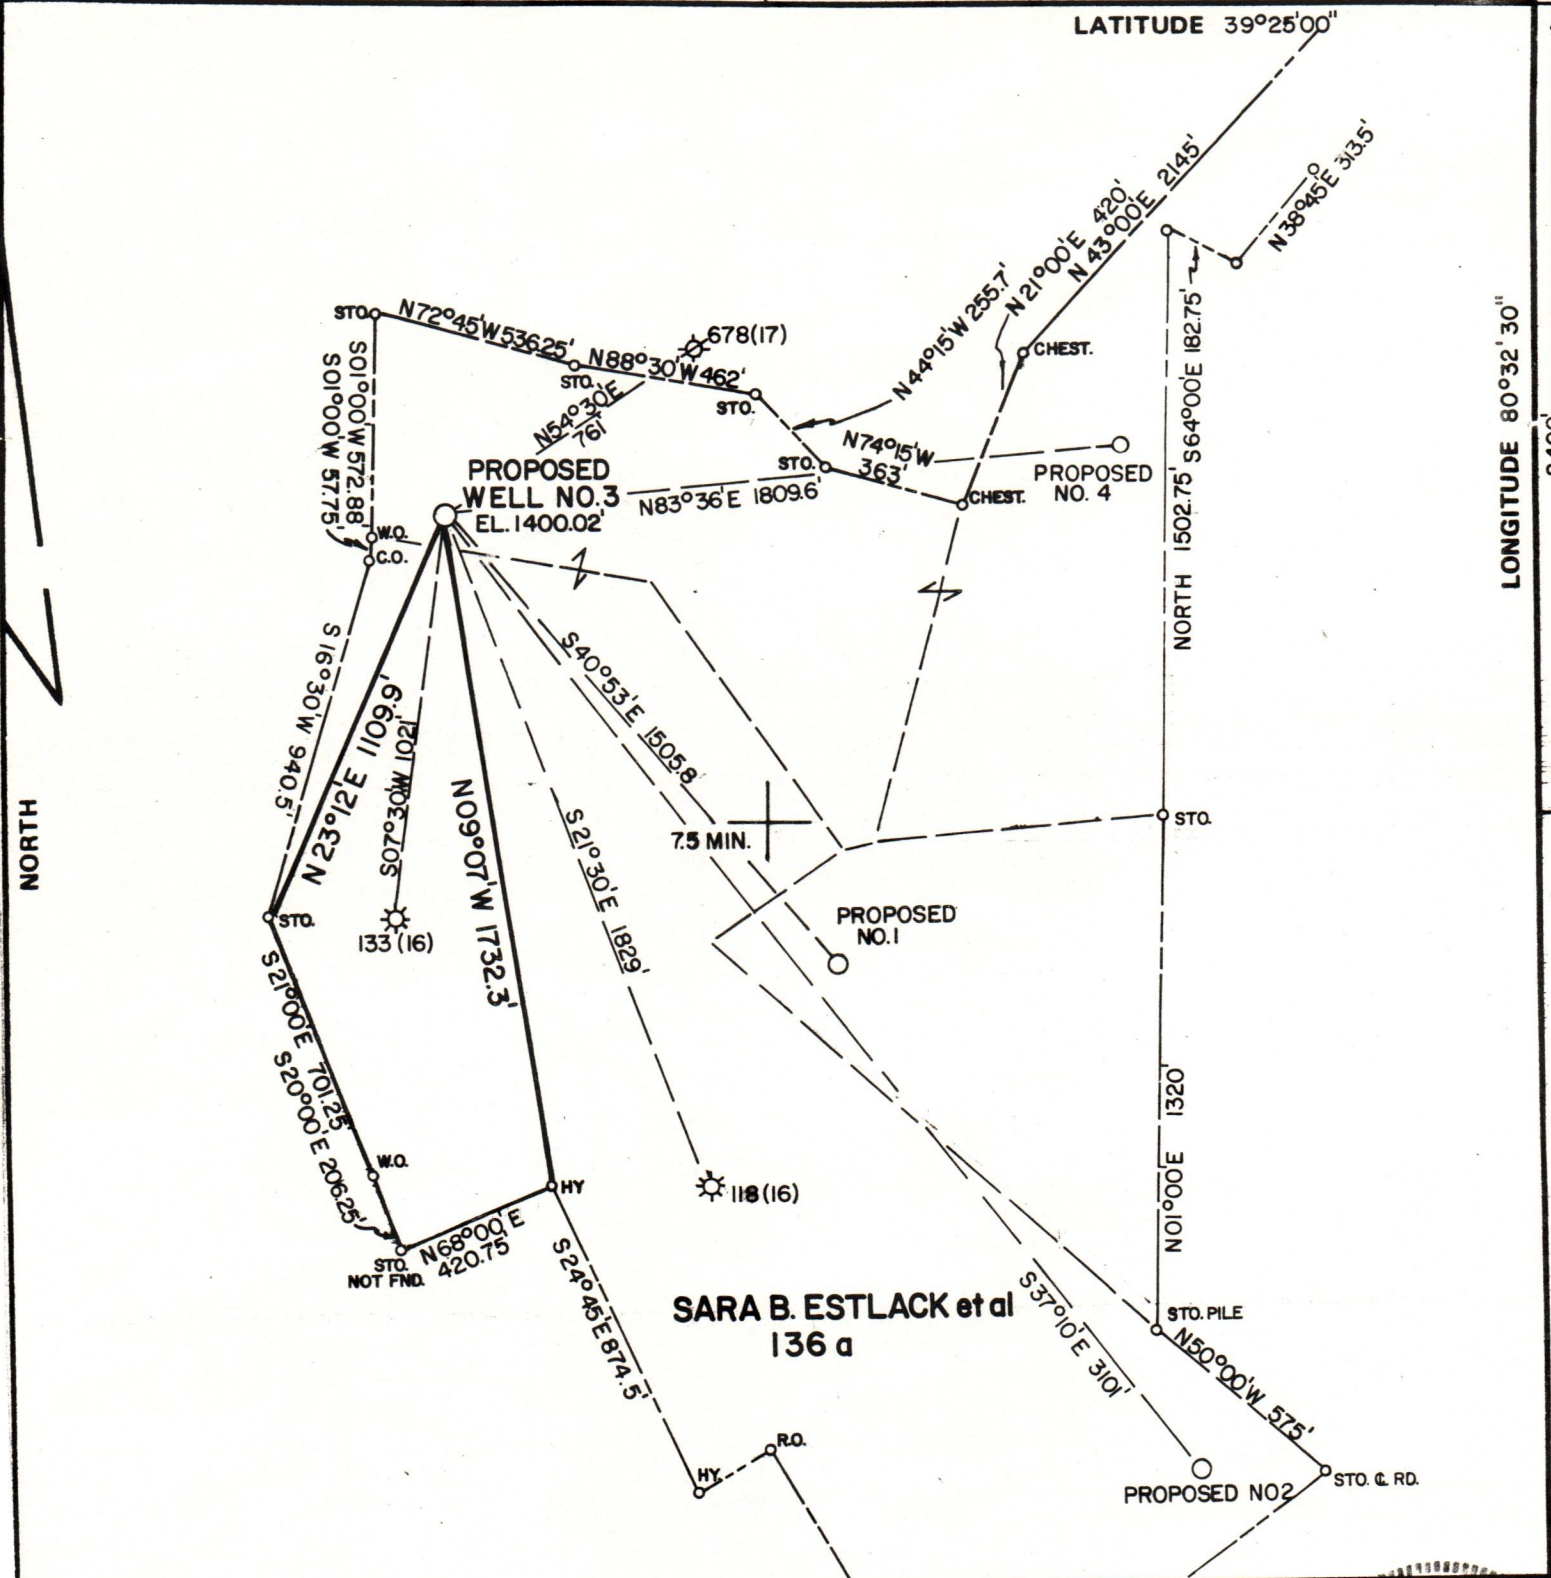 LATITUDE 39°25'00"
N 38°45'E 313.5'
N 43°00'E 2145'
N 21°00'E 420'
N 44°15'W 255.7'
S64°00'E 182.75'
STO.
N72°45'W 536.25'
678(17)
N88°30'W 462'
STO.
STO.
CHEST.
S01°00'W 572.88'
S01°00'W 57.75'
N54°30'E
761'
LONGITUDE 80°32'30"
N74°15'W
363'
STO.
PROPOSED
NO. 4
PROPOSED
WELL NO.3
EL. 1400.02'
N83°36'E 1809.6'
CHEST.
W.O.
C.O.
NORTH 1502.75'
S 16°30'W 940.5'
N 23°12'E 1109.9'
S07°30'W 1021'
N09°07'W 1732.3'
S40°53'E 1505.8'
S21°30'E 1829'
7.5 MIN.
STO.
NORTH
STO.
133 (16)
PROPOSED
NO.1
S 21°00'E 701.25'
S20°00'E 206.25'
N01°00'E 1320'
W.O.
HY
118(16)
STO.
NOT FND.
N68°00'E
420.75'
S24°45'E 874.5'
SARA B. ESTLACK et al
136 a
S37°10'E 3101'
STO. PILE
N50°00'W 575'
R.O.
HY
PROPOSED NO2
STO. ℄ RD.